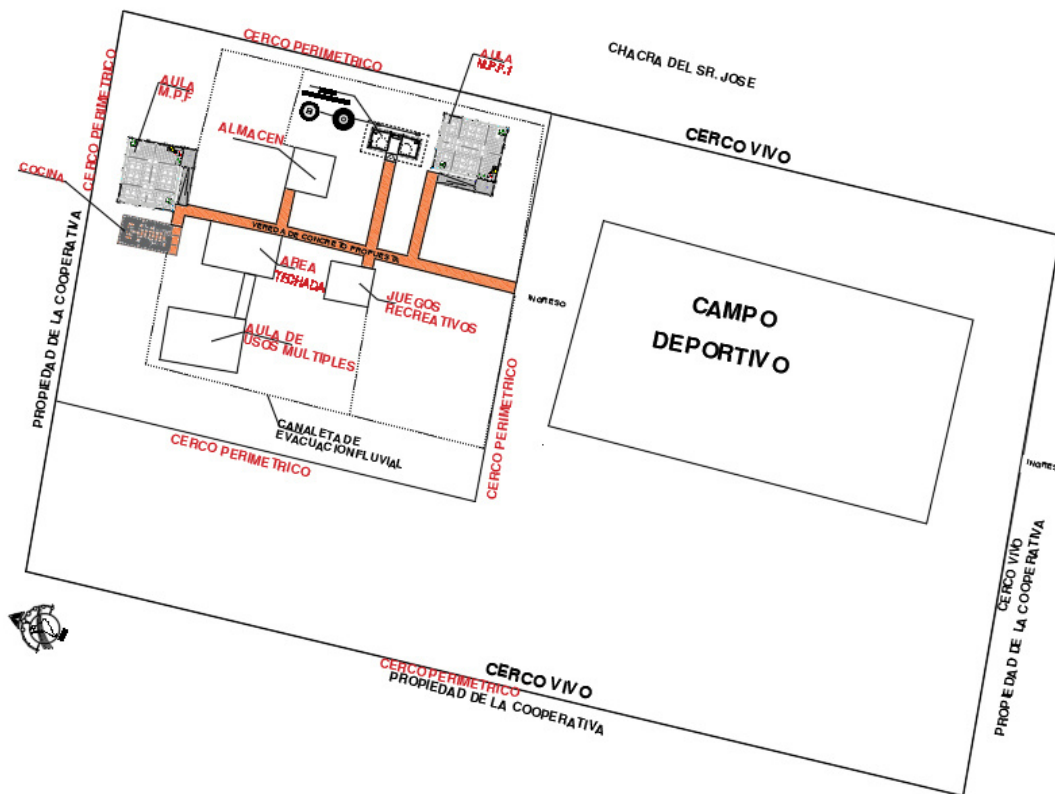 CERCO PERIMETRICO
CERCO PERIMETRICO
AULA
M.P.F.
AULA
CHACRA DEL SR. JOSE
CERCO VIVO
ALMACEN
COCINA
VEREDA DE CONCRETO PROPUESTA
AREA
TECHADA
JUEGOS
RECREATIVOS
INGRESO
CAMPO
DEPORTIVO
AULA DE
USOS MULTIPLES
PROPIEDAD DE LA COOPERATIVA
CANALETA DE
EVACUACION FLUVIAL
CERCO PERIMETRICO
CERCO PERIMETRICO
INGRES
CERCO VIVO
PROPIEDAD DE LA COOPERATIVA
CERCO VIVO
CERCO PERIMETRICO
PROPIEDAD DE LA COOPERATIVA